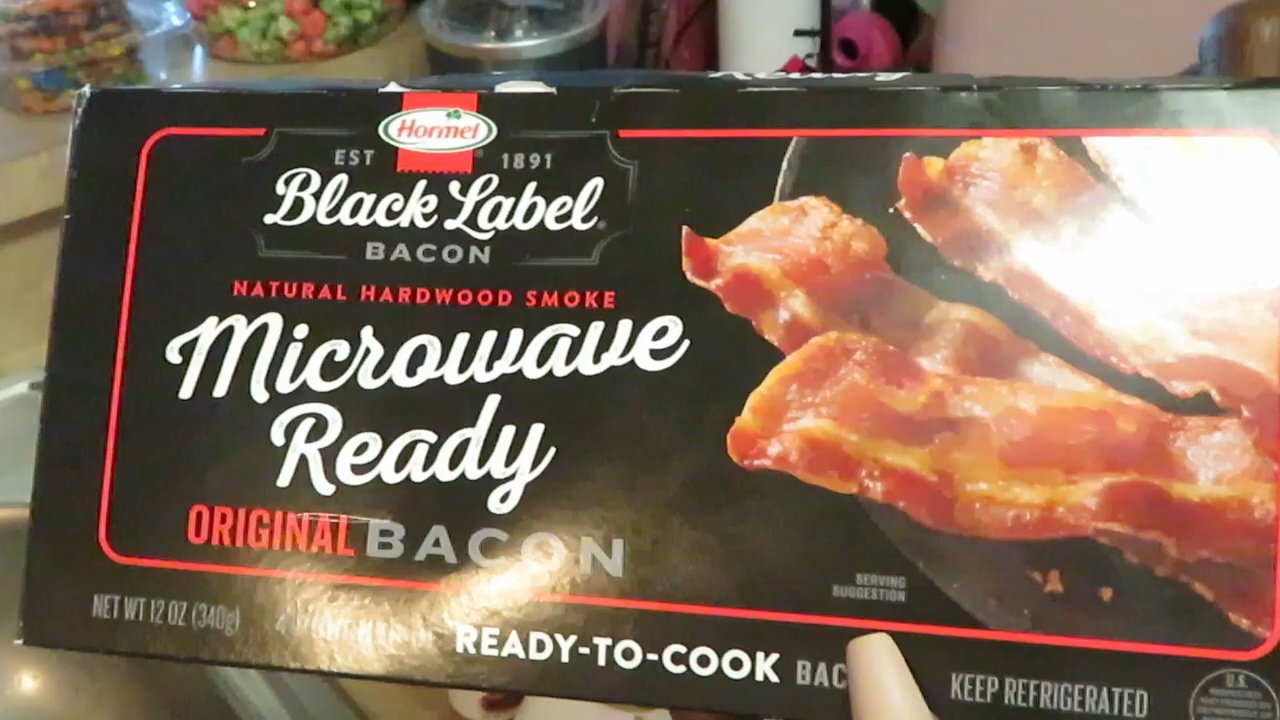 Ready
Hormel
EST 1891
Black Label
BACON
NATURAL HARDWOOD SMOKE
Microwave
Ready
ORIGINAL BACON
SERVING
SUGGESTION
NET WT 12 OZ (340g)
READY-TO-COOK BAC
KEEP REFRIGERATED
U.S.